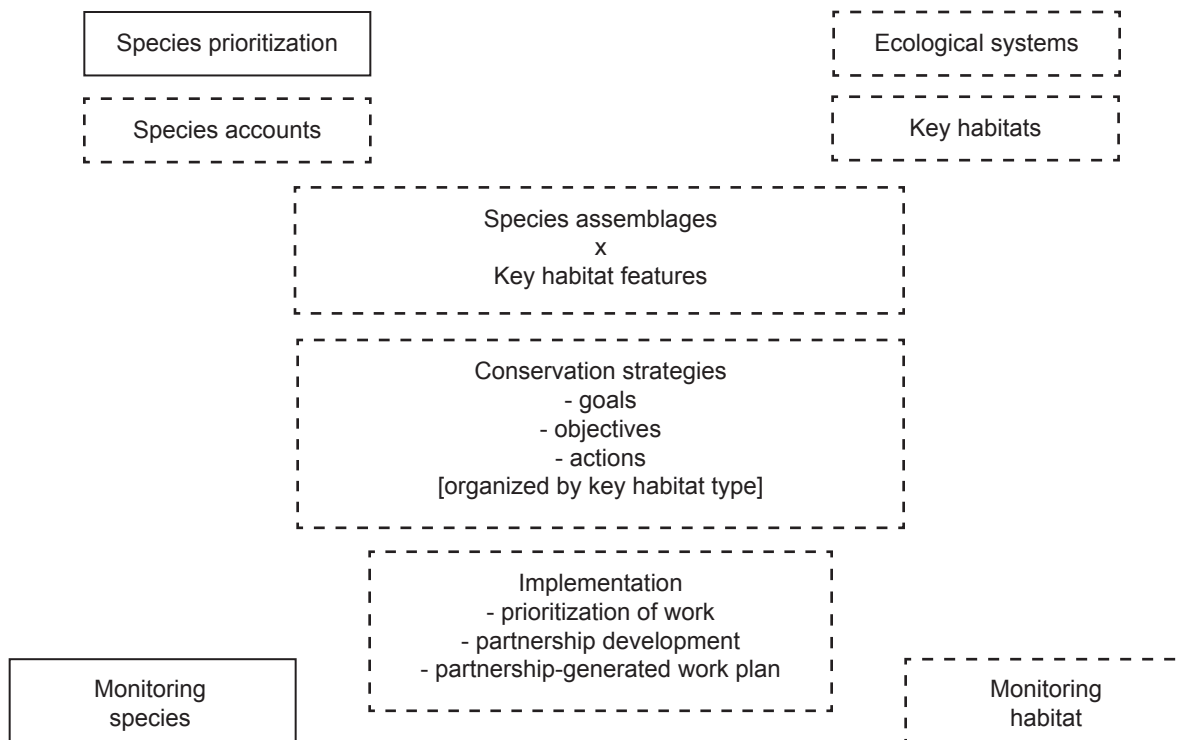 Species prioritization
Ecological systems
Species accounts
Key habitats
Species assemblages
x
Key habitat features
Conservation strategies
- goals
- objectives
- actions
[organized by key habitat type]
Implementation
- prioritization of work
- partnership development
- partnership-generated work plan
Monitoring
species
Monitoring
habitat